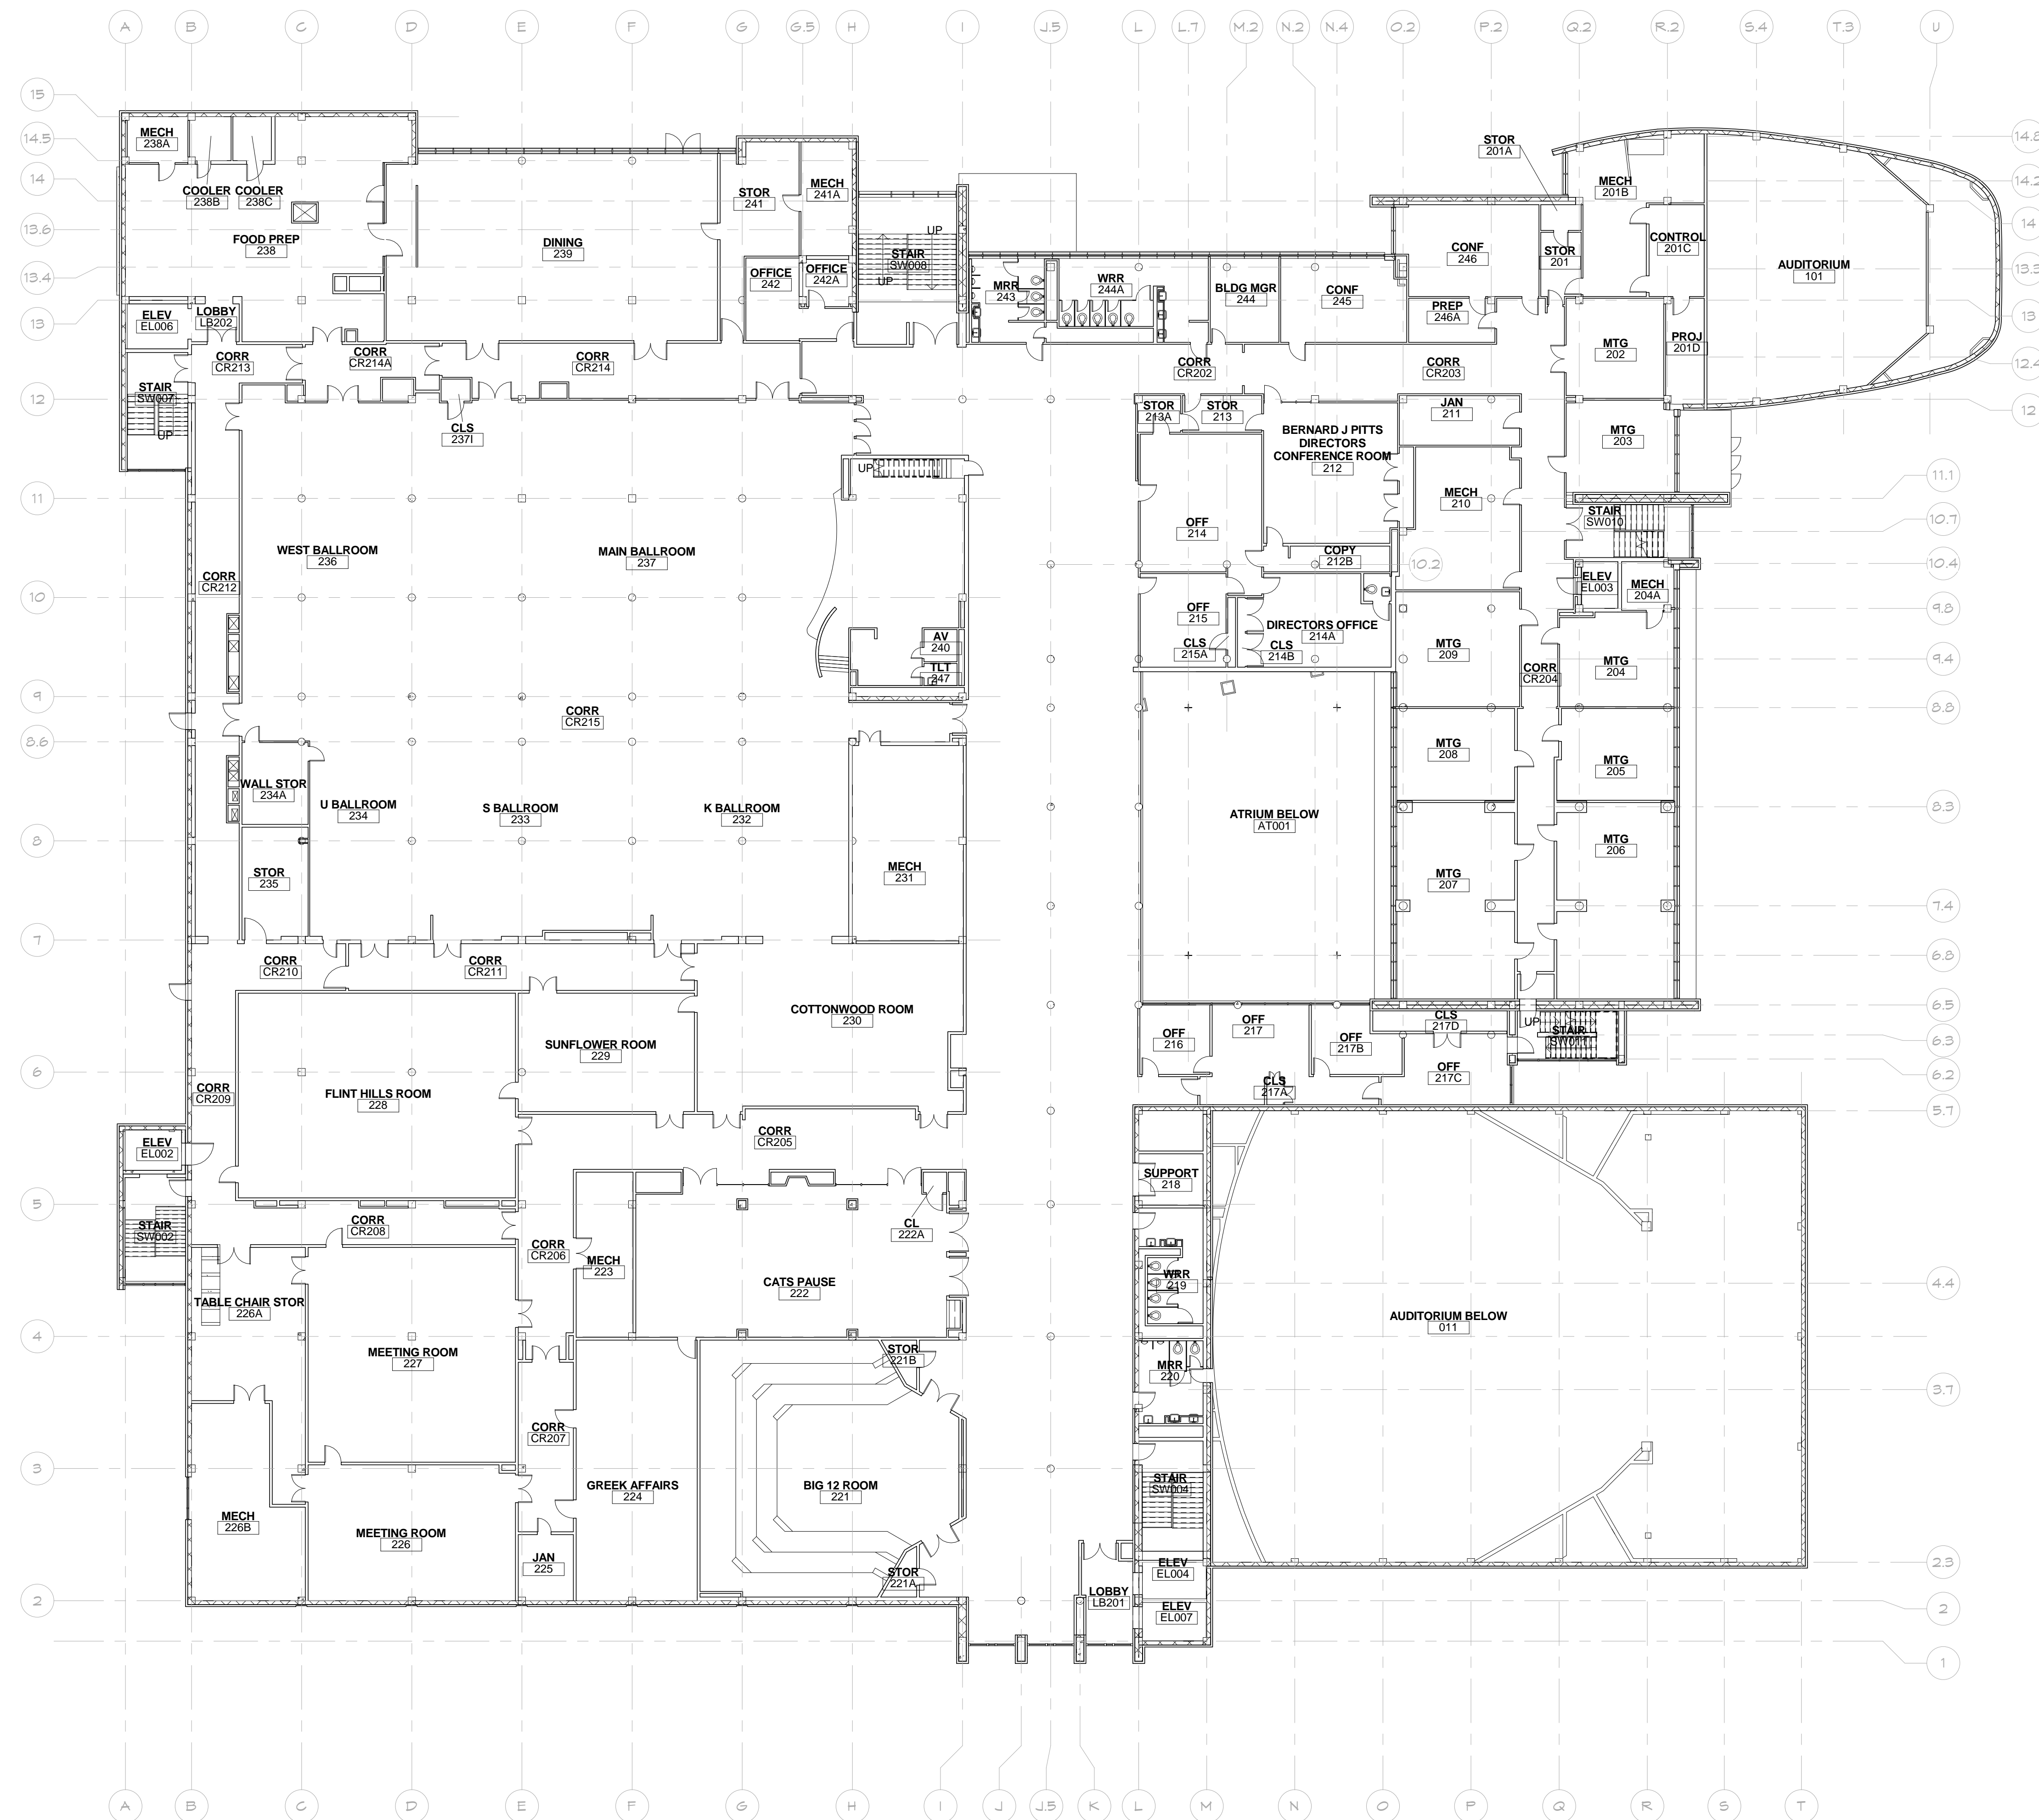 A B C D E F G G.5 H I J.5 L L.7 M.2 N.2 N.4 O.2 P.2 Q.2 R.2 S.4 T.3 U
15
14.5
14
13.6
13.4
13
12
11
10
9
8.6
8
7
6
5
4
3
2
14.8
14.2
14
13.3
13
12.4
12
11.1
10.7
10.4
10.2
9.8
9.4
8.8
8.3
7.4
6.8
6.5
6.3
6.2
5.7
4.4
3.7
2.3
2
1
MECH
238A
COOLER
238B
COOLER
238C
FOOD PREP
238
DINING
239
STOR
241
MECH
241A
OFFICE
242
OFFICE
242A
UP
STAIR
SW008
UP
MRR
243
WRR
244A
BLDG MGR
244
CONF
245
CONF
246
PREP
246A
STOR
201A
STOR
201
MECH
201B
CONTROL
201C
AUDITORIUM
101
PROJ
201D
MTG
202
MTG
203
ELEV
EL006
LOBBY
LB202
CORR
CR213
CORR
CR214A
CORR
CR214
CORR
CR202
CORR
CR203
STAIR
SW007
UP
CLS
237I
STOR
213A
STOR
213
BERNARD J PITTS
DIRECTORS
CONFERENCE ROOM
212
JAN
211
MECH
210
UP
STAIR
SW010
WEST BALLROOM
236
MAIN BALLROOM
237
OFF
214
COPY
212B
CORR
CR212
ELEV
EL003
MECH
204A
OFF
215
CLS
215A
DIRECTORS OFFICE
214A
CLS
214B
AV
240
TLT
247
MTG
209
CORR
CR204
MTG
204
CORR
CR215
MTG
208
MTG
205
WALL STOR
234A
U BALLROOM
234
S BALLROOM
233
K BALLROOM
232
ATRIUM BELOW
AT001
STOR
235
MECH
231
MTG
207
MTG
206
CORR
CR210
CORR
CR211
COTTONWOOD ROOM
230
SUNFLOWER ROOM
229
OFF
216
OFF
217
OFF
217B
CLS
217D
UP
STAIR
SW011
CLS
217A
OFF
217C
CORR
CR209
FLINT HILLS ROOM
228
CORR
CR205
ELEV
EL002
STAIR
SW002
SUPPORT
218
CORR
CR208
CORR
CR206
MECH
223
CL
222A
CATS PAUSE
222
WRR
219
TABLE CHAIR STOR
226A
AUDITORIUM BELOW
011
MEETING ROOM
227
STOR
221B
MRR
220
CORR
CR207
GREEK AFFAIRS
224
BIG 12 ROOM
221
STAIR
SW004
MECH
226B
MEETING ROOM
226
JAN
225
STOR
221A
ELEV
EL004
LOBBY
LB201
ELEV
EL007
A B C D E F G H I J J.5 K L M N O P Q R S T